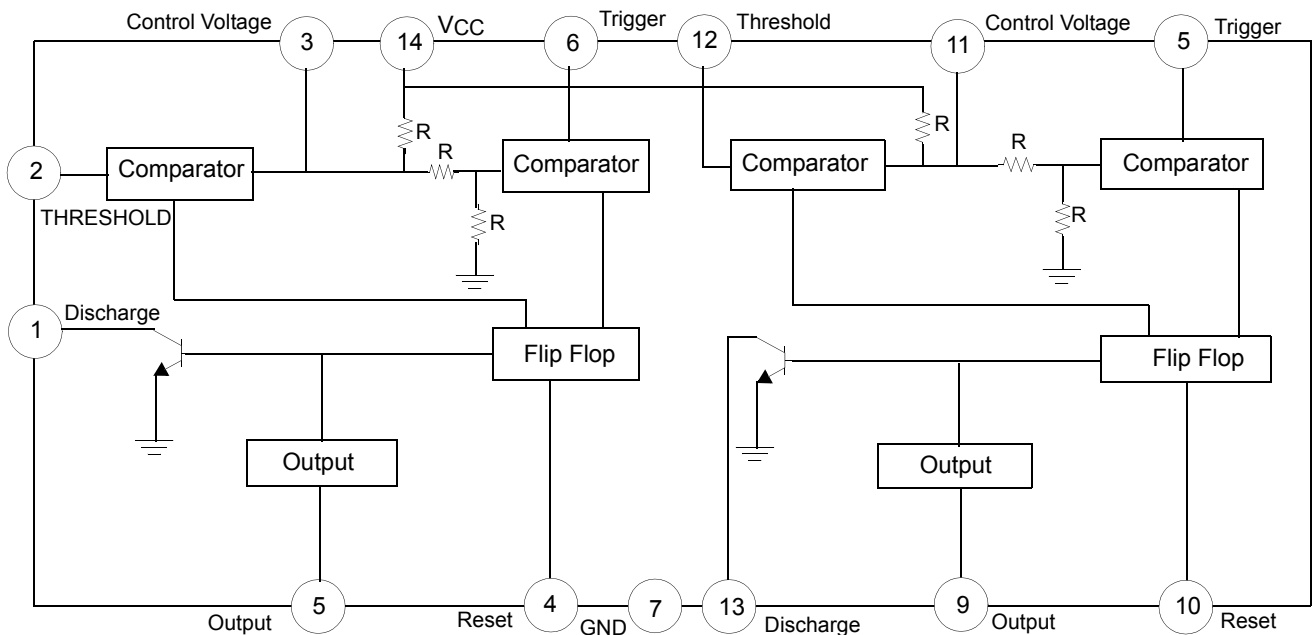 Control Voltage 3 14 VCC 6 Trigger 12 Threshold 11 Control Voltage 5 Trigger
R R
2 Comparator R Comparator Comparator R Comparator
THRESHOLD R R
1 Discharge
Flip Flop Flip Flop
Output Output
Output 5 Reset 4 GND 7 13 Discharge 9 Output 10 Reset